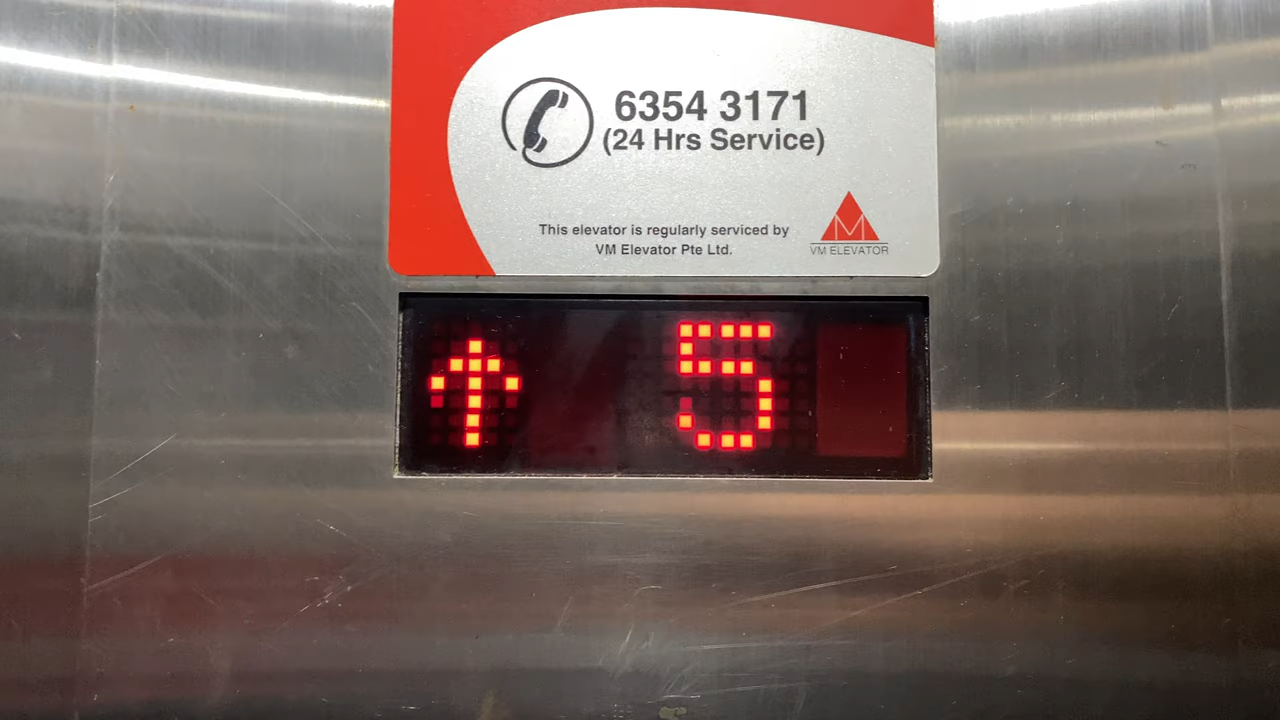 6354 3171
(24 Hrs Service)
This elevator is regularly serviced by
VM Elevator Pte Ltd.
M
VM ELEVATOR
↑ 5